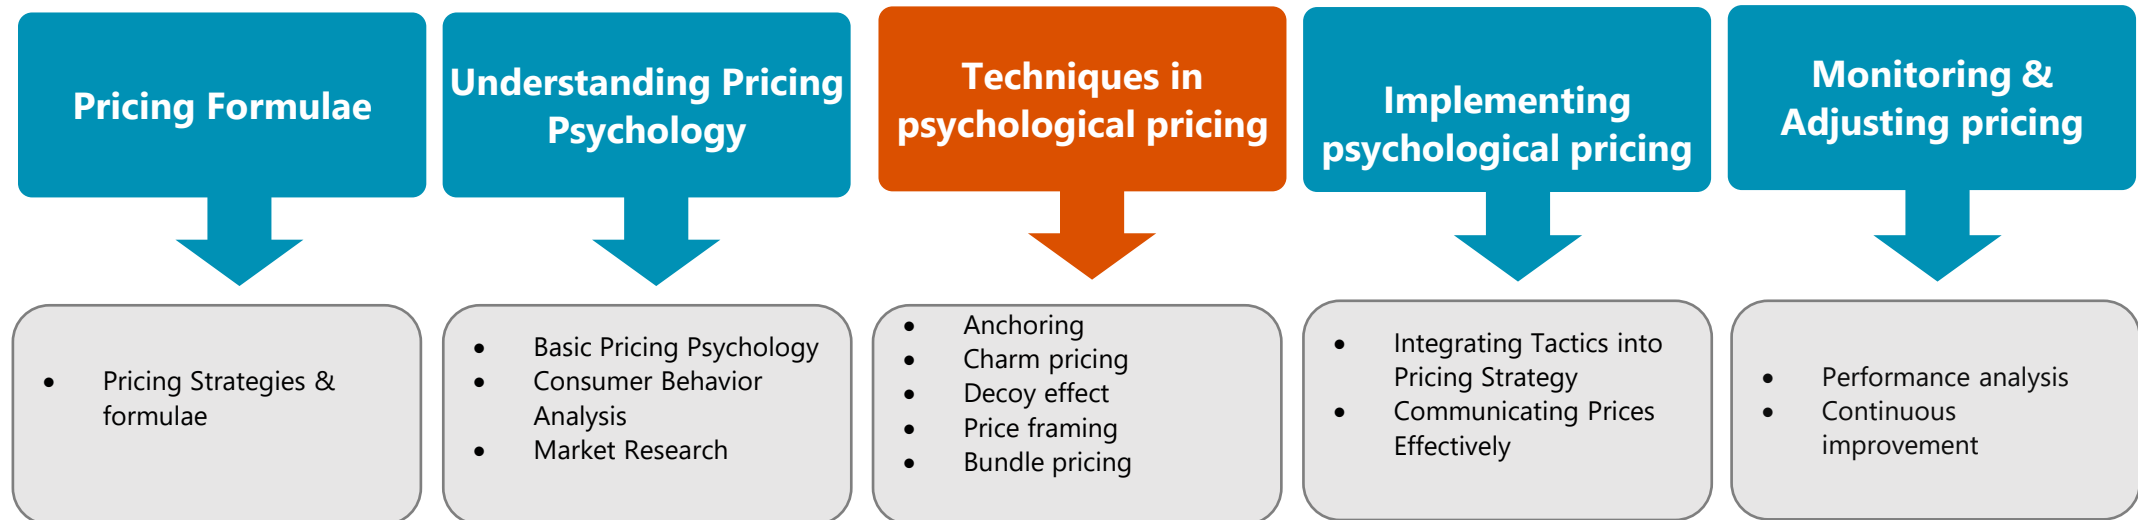 Pricing Formulae
Understanding Pricing
Psychology
Techniques in
psychological pricing
Implementing
psychological pricing
Monitoring &
Adjusting pricing
• Pricing Strategies &
formulae
• Basic Pricing Psychology
• Consumer Behavior
Analysis
• Market Research
• Anchoring
• Charm pricing
• Decoy effect
• Price framing
• Bundle pricing
• Integrating Tactics into
Pricing Strategy
• Communicating Prices
Effectively
• Performance analysis
• Continuous
improvement